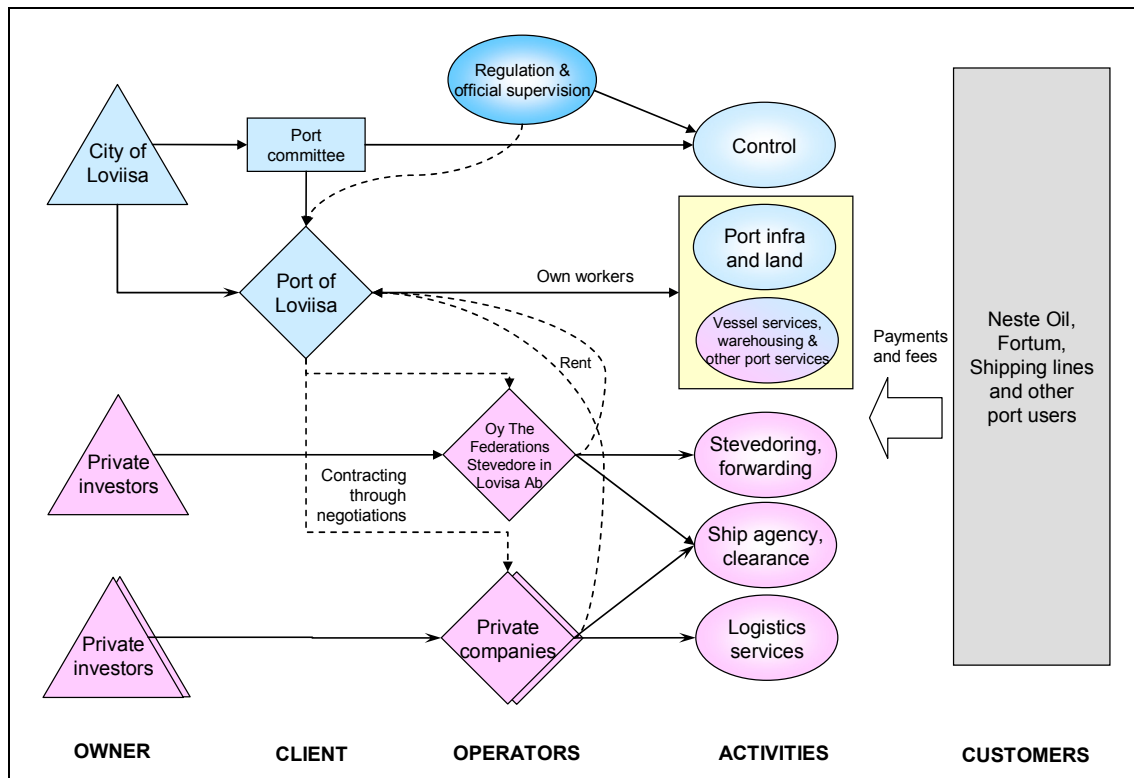 Regulation &
official supervision
City of
Loviisa
Port
committee
Control
Port infra
and land
Port of
Loviisa
Own workers
Vessel services,
warehousing &
other port services
Payments
and fees
Neste Oil,
Fortum,
Shipping lines
and other
port users
Rent
Private
investors
Oy The
Federations
Stevedore in
Lovisa Ab
Stevedoring,
forwarding
Contracting
through
negotiations
Ship agency,
clearance
Private
investors
Private
companies
Logistics
services
OWNER
CLIENT
OPERATORS
ACTIVITIES
CUSTOMERS